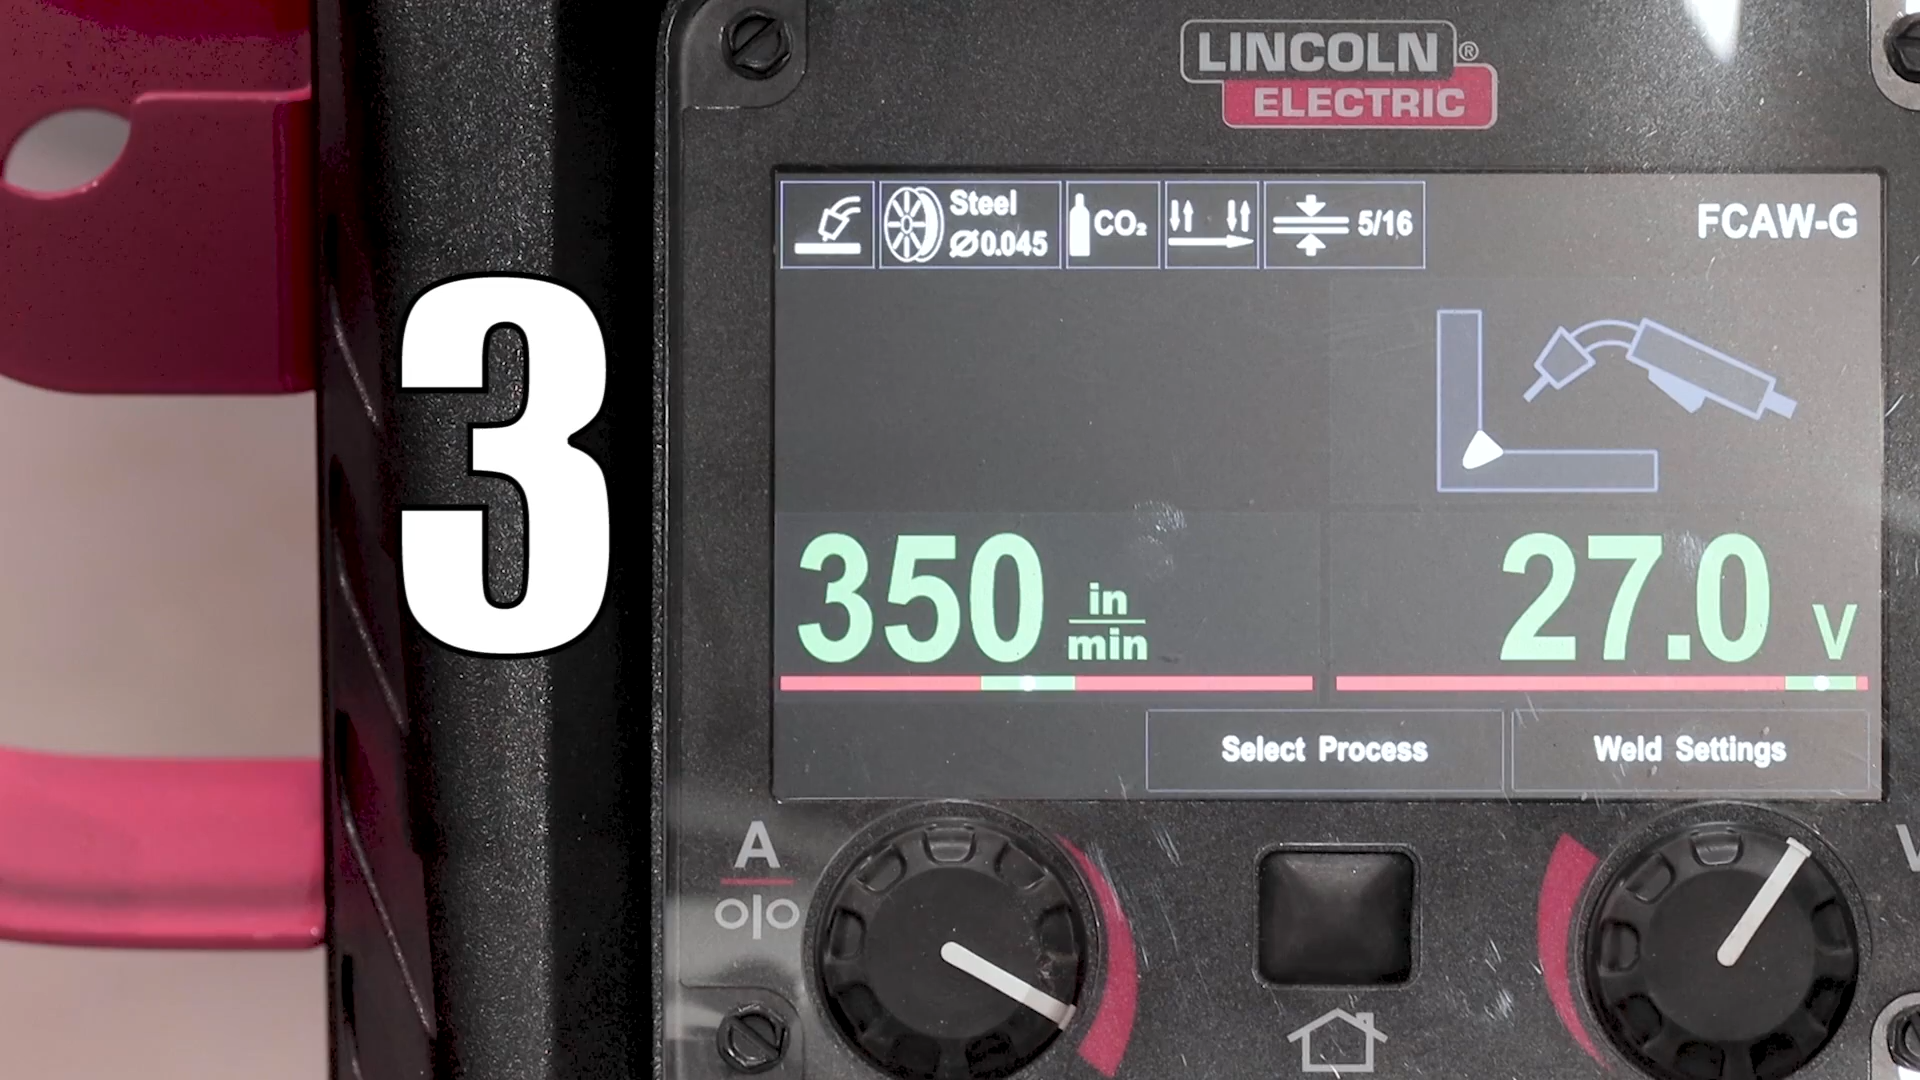 LINCOLN®
ELECTRIC
Steel
Ø0.045
CO₂
5/16
FCAW-G
3
350 in/min
27.0 V
Select Process
Weld Settings
A
V